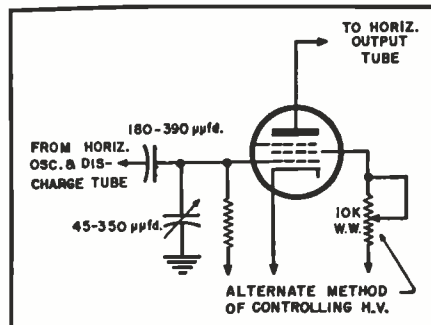 TO HORIZ.
OUTPUT
TUBE
180-390 µµfd.
FROM HORIZ.
OSC. & DIS-
CHARGE TUBE
45-350 µµfd.
10K
W.W.
ALTERNATE METHOD
OF CONTROLLING H.V.